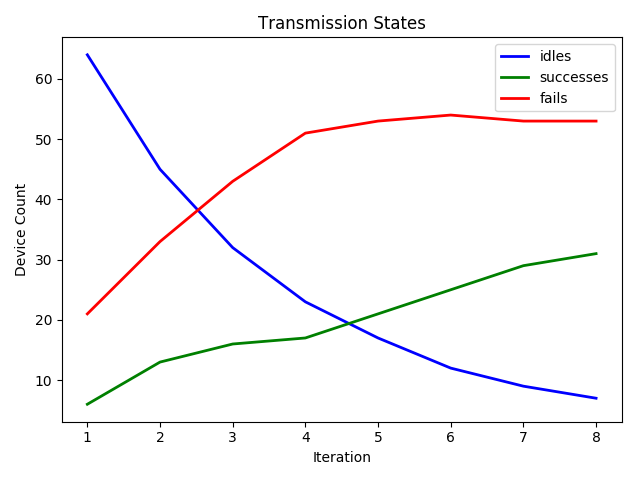 Transmission States
idles
successes
fails
Device Count
60
50
40
30
20
10
1 2 3 4 5 6 7 8
Iteration